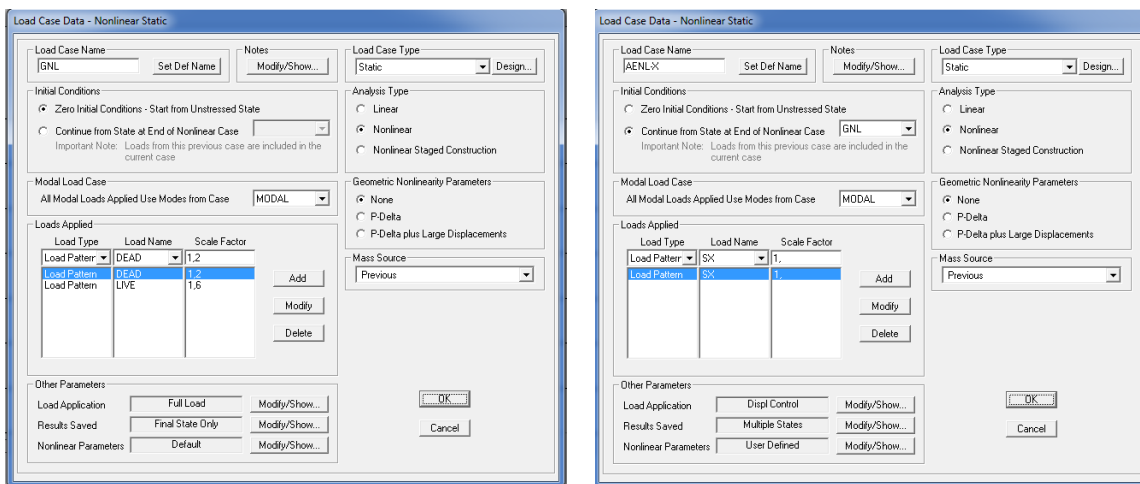 Load Case Data - Nonlinear Static
Load Case Name
GNL
Set Def Name
Notes
Modify/Show...
Load Case Type
Static
Design...
Initial Conditions
Zero Initial Conditions - Start from Unstressed State
Continue from State at End of Nonlinear Case
Important Note: Loads from this previous case are included in the
current case
Analysis Type
Linear
Nonlinear
Nonlinear Staged Construction
Modal Load Case
All Modal Loads Applied Use Modes from Case
MODAL
Geometric Nonlinearity Parameters
None
P-Delta
P-Delta plus Large Displacements
Loads Applied
Load Type Load Name Scale Factor
Load Pattern DEAD 1,2
Load Pattern DEAD 1,2
Load Pattern LIVE 1,6
Add
Modify
Delete
Mass Source
Previous
Other Parameters
Load Application Full Load Modify/Show...
Results Saved Final State Only Modify/Show...
Nonlinear Parameters Default Modify/Show...
OK
Cancel
Load Case Data - Nonlinear Static
Load Case Name
AENL-X
Set Def Name
Notes
Modify/Show...
Load Case Type
Static
Design...
Initial Conditions
Zero Initial Conditions - Start from Unstressed State
Continue from State at End of Nonlinear Case GNL
Important Note: Loads from this previous case are included in the
current case
Analysis Type
Linear
Nonlinear
Nonlinear Staged Construction
Modal Load Case
All Modal Loads Applied Use Modes from Case
MODAL
Geometric Nonlinearity Parameters
None
P-Delta
P-Delta plus Large Displacements
Loads Applied
Load Type Load Name Scale Factor
Load Pattern SX 1,
Load Pattern SX 1,
Add
Modify
Delete
Mass Source
Previous
Other Parameters
Load Application Displ Control Modify/Show...
Results Saved Multiple States Modify/Show...
Nonlinear Parameters User Defined Modify/Show...
OK
Cancel